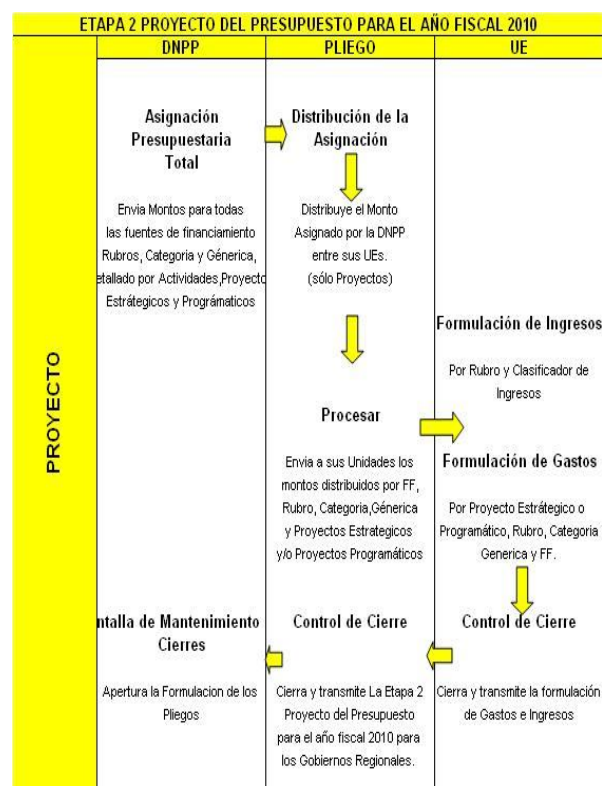 ETAPA 2 PROYECTO DEL PRESUPUESTO PARA EL AÑO FISCAL 2010
DNPP
PLIEGO
UE
PROYECTO
Asignación
Presupuestaria
Total
Envia Montos para todas
las fuentes de financiamiento
Rubros, Categoria y Génerica,
etallado por Actividades,Proyecto
Estrátegicos y Prográmaticos
Distribución de la
Asignación
Distribuye el Monto
Asignado por la DNPP
entre sus UEs.
(sólo Proyectos)
Formulación de Ingresos
Por Rubro y Clasificador de
Ingresos
Procesar
Envia a sus Unidades los
montos distribuidos por FF,
Rubro, Categoria,Génerica
y Proyectos Estrategicos
y/o Proyectos Programáticos
Formulación de Gastos
Por Proyecto Estrátegico o
Programático, Rubro, Categoria
Generica y FF.
ntalla de Mantenimiento
Cierres
Apertura la Formulacion de los
Pliegos
Control de Cierre
Cierra y transmite La Etapa 2
Proyecto del Presupuesto
para el año fiscal 2010 para
los Gobiernos Regionales.
Control de Cierre
Cierra y transmite la formulación
de Gastos e Ingresos